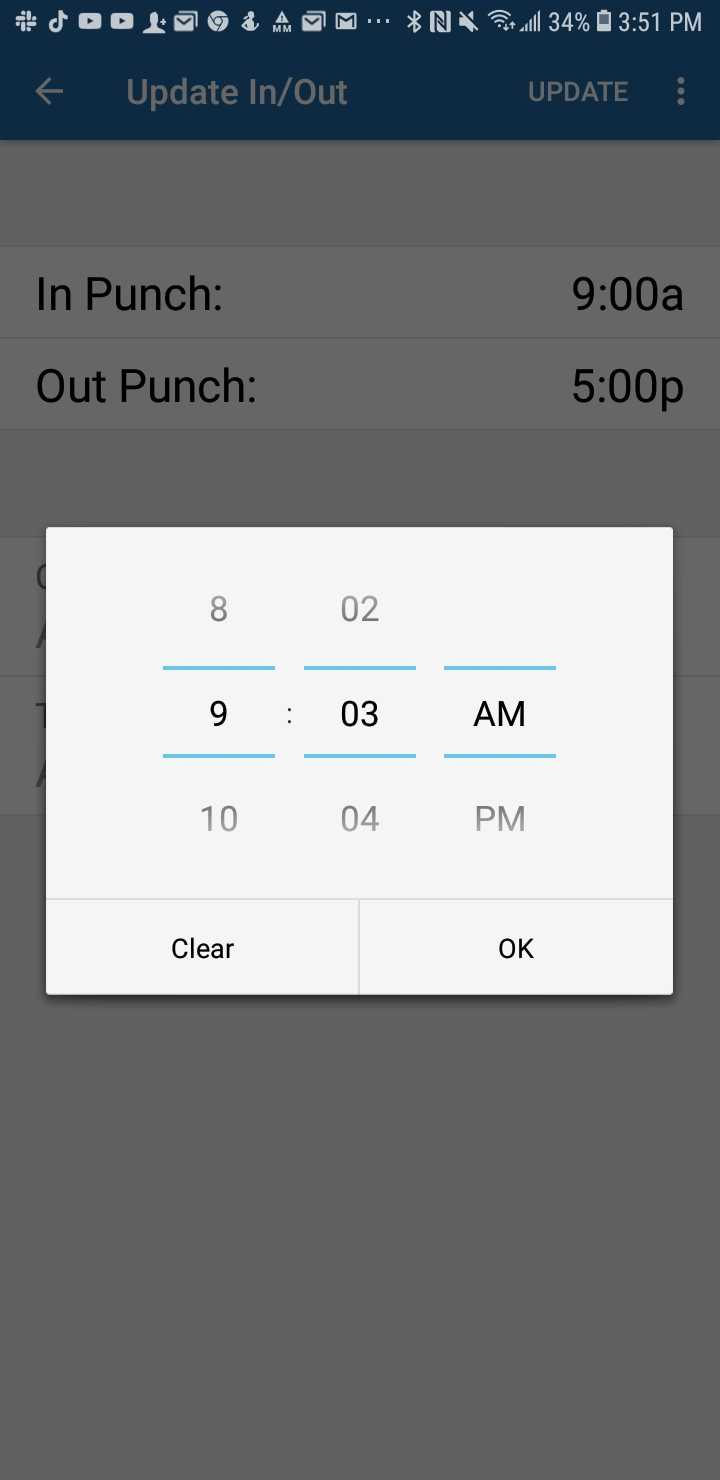 34% 3:51 PM
Update In/Out UPDATE
In Punch: 9:00a
Out Punch: 5:00p
8 02
9 : 03 AM
10 04 PM
Clear OK